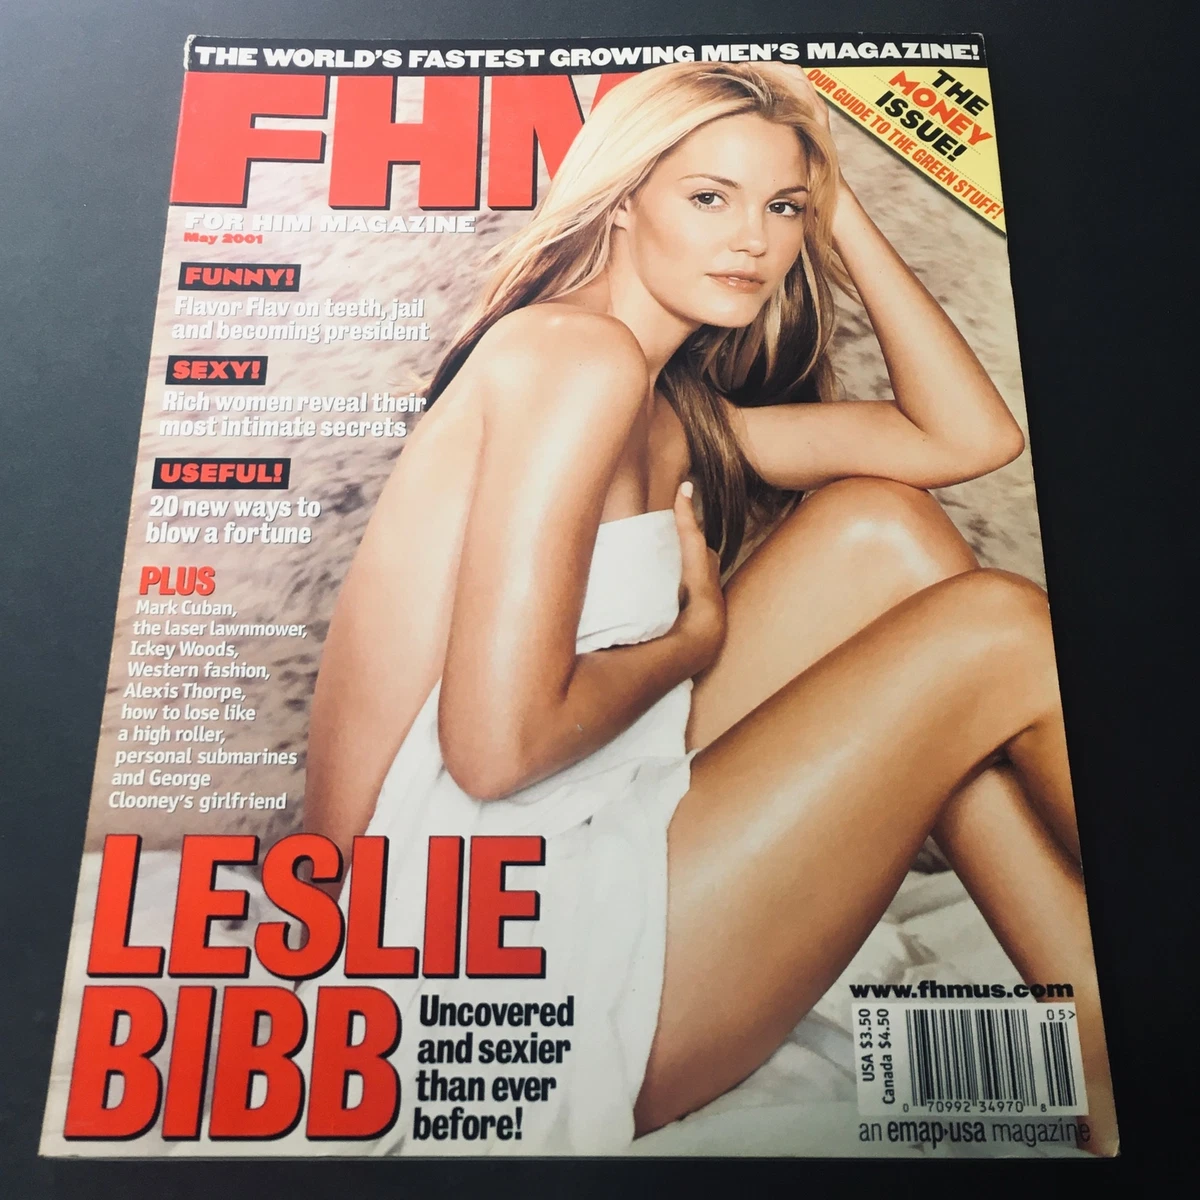 THE WORLD'S FASTEST GROWING MEN'S MAGAZINE!
FHM
FOR HIM MAGAZINE
May 2001
THE
MONEY
ISSUE!
OUR GUIDE TO THE GREEN STUFF!
FUNNY!
Flavor Flav on teeth, jail
and becoming president
SEXY!
Rich women reveal their
most intimate secrets
USEFUL!
20 new ways to
blow a fortune
PLUS
Mark Cuban,
the laser lawnmower,
Ickey Woods,
Western fashion,
Alexis Thorpe,
how to lose like
a high roller,
personal submarines
and George
Clooney's girlfriend
LESLIE
BIBB
Uncovered
and sexier
than ever
before!
www.fhmus.com
USA $3.50
Canada $4.50
05>
0 70992 34970 8
an emap·usa magazine